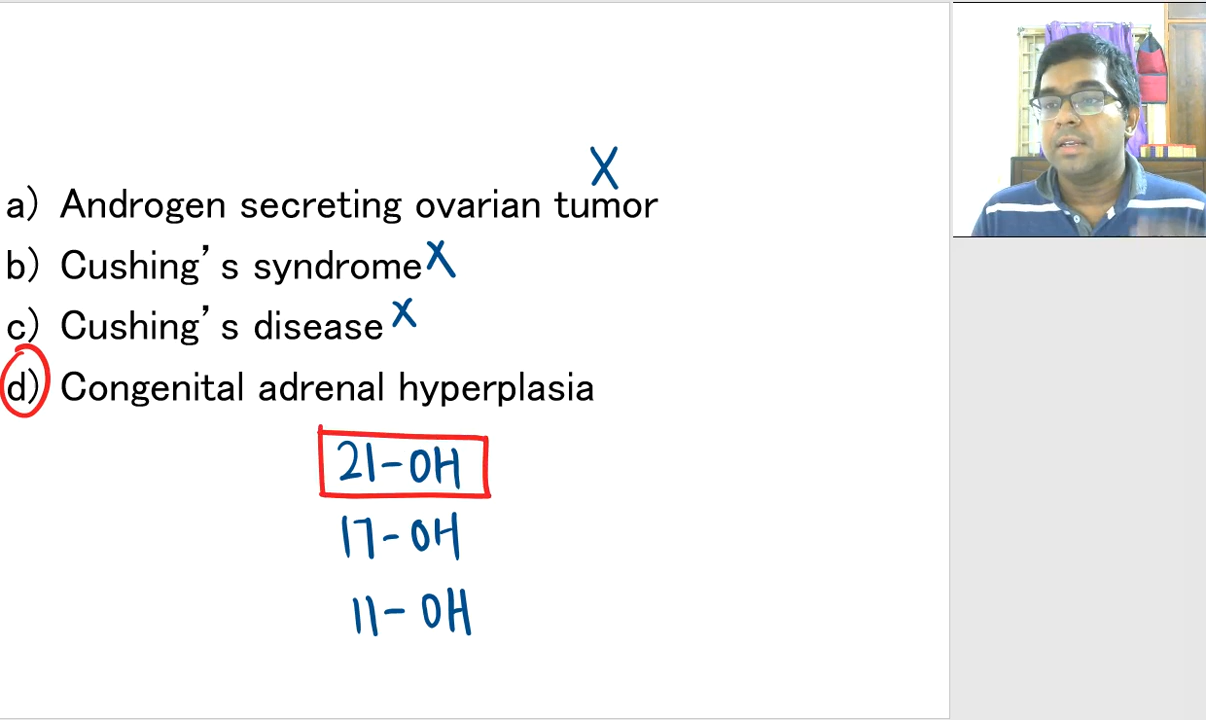 X
a) Androgen secreting ovarian tumor
b) Cushing's syndrome X
c) Cushing's disease X
d) Congenital adrenal hyperplasia
21-OH
17-OH
11-OH